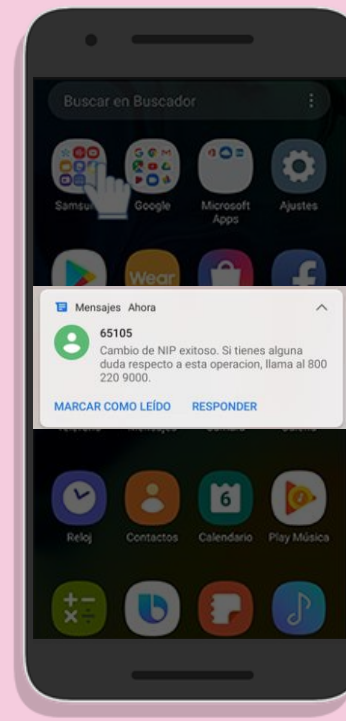 Buscar en Buscador
Google
Microsoft
Apps
Ajustes
Wear
Mensajes Ahora
65105
Cambio de NIP exitoso. Si tienes alguna
duda respecto a esta operacion, llama al 800
220 9000.
MARCAR COMO LEÍDO RESPONDER
6
Reloj Contactos Calendario Play Música